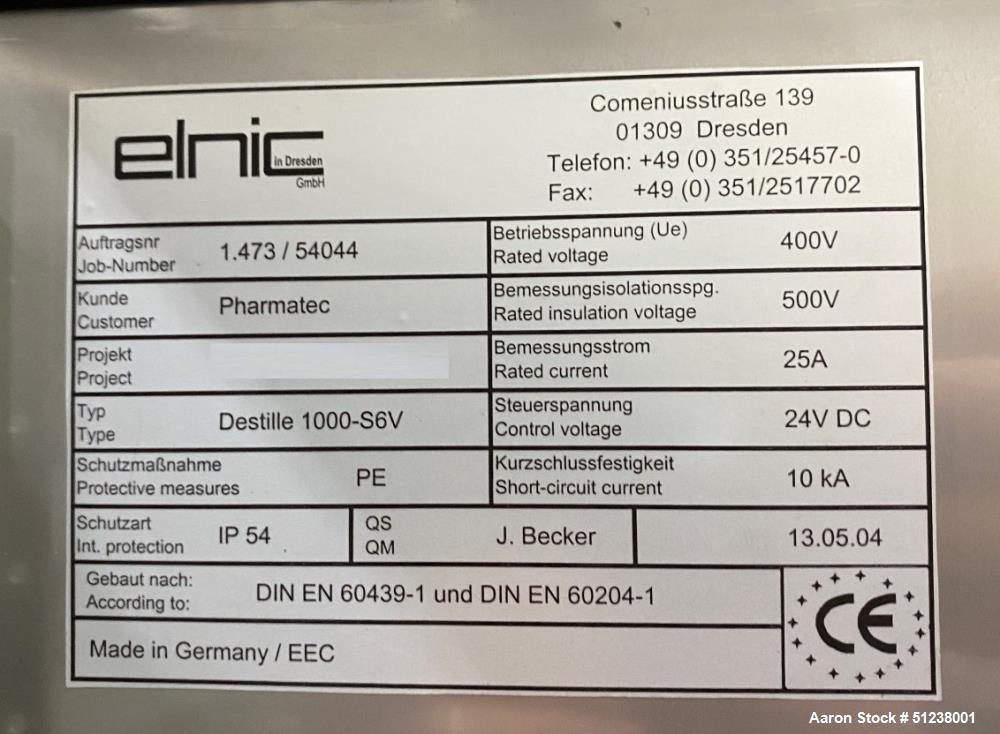 elnic
in Dresden
GmbH
Comeniusstraße 139
01309 Dresden
Telefon: +49 (0) 351/25457-0
Fax: +49 (0) 351/2517702
Auftragsnr
Job-Number
1.473 / 54044
Betriebsspannung (Ue)
Rated voltage
400V
Kunde
Customer
Pharmatec
Bemessungsisolationsspg.
Rated insulation voltage
500V
Projekt
Project
Bemessungsstrom
Rated current
25A
Typ
Type
Destille 1000-S6V
Steuerspannung
Control voltage
24V DC
Schutzmaßnahme
Protective measures
PE
Kurzschlussfestigkeit
Short-circuit current
10 kA
Schutzart
Int. protection
IP 54
QS
QM
J. Becker
13.05.04
Gebaut nach:
According to:
DIN EN 60439-1 und DIN EN 60204-1
Made in Germany / EEC
CE
Aaron Stock # 51238001